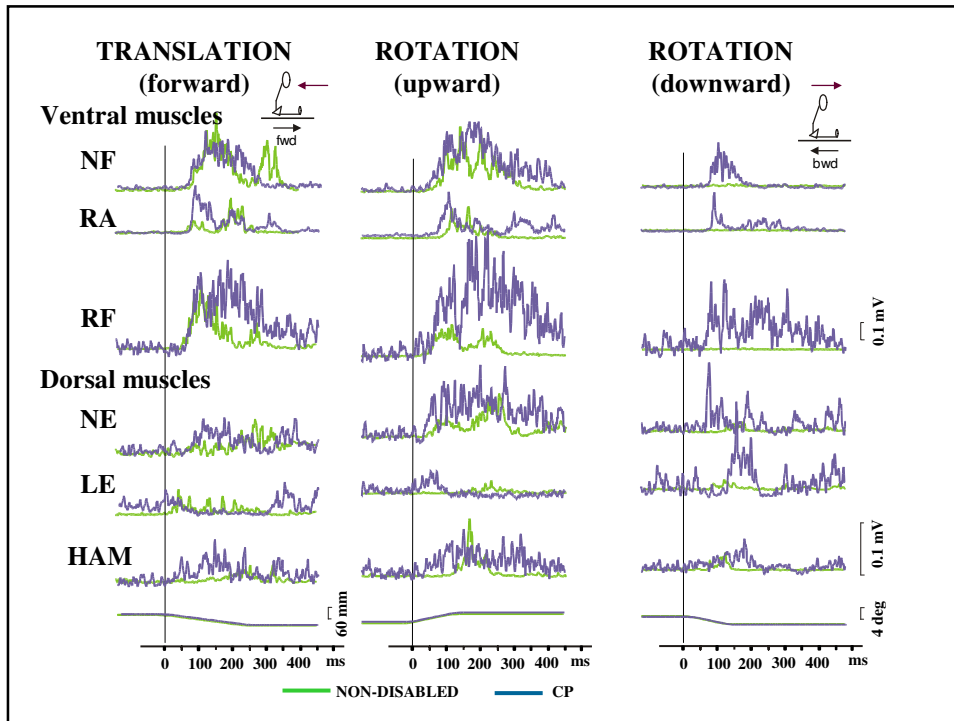 TRANSLATION
(forward)
ROTATION
(upward)
ROTATION
(downward)
fwd
bwd
Ventral muscles
NF
RA
RF
0.1 mV
Dorsal muscles
NE
LE
HAM
0.1 mV
60 mm
4 deg
0 100 200 300 400 ms
0 100 200 300 400 ms
0 100 200 300 400 ms
NON-DISABLED CP